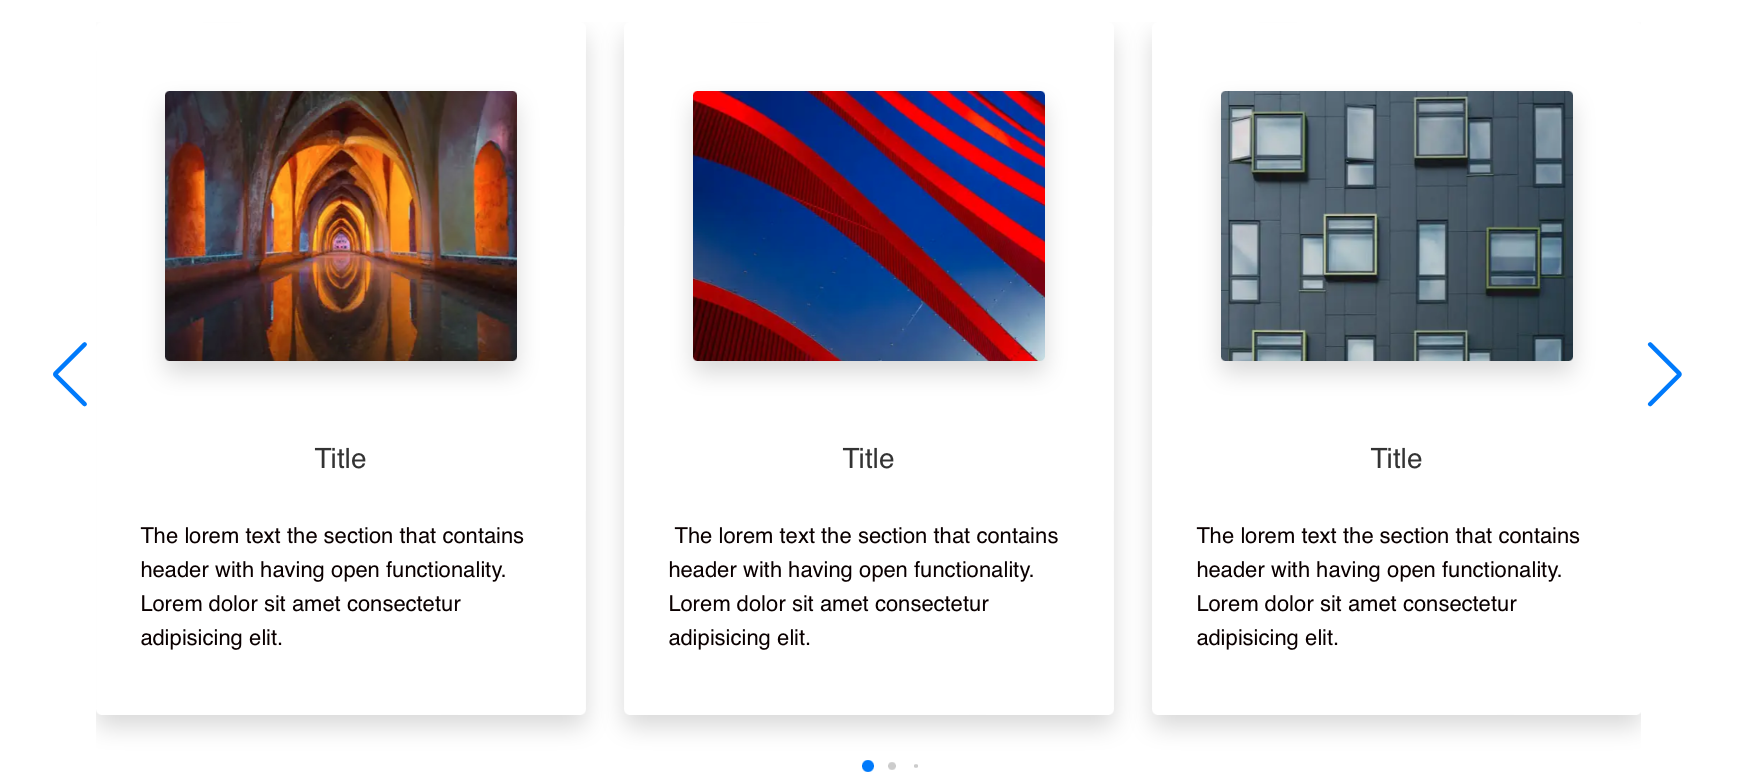 Title
The lorem text the section that contains
header with having open functionality.
Lorem dolor sit amet consectetur
adipisicing elit.
Title
The lorem text the section that contains
header with having open functionality.
Lorem dolor sit amet consectetur
adipisicing elit.
Title
The lorem text the section that contains
header with having open functionality.
Lorem dolor sit amet consectetur
adipisicing elit.